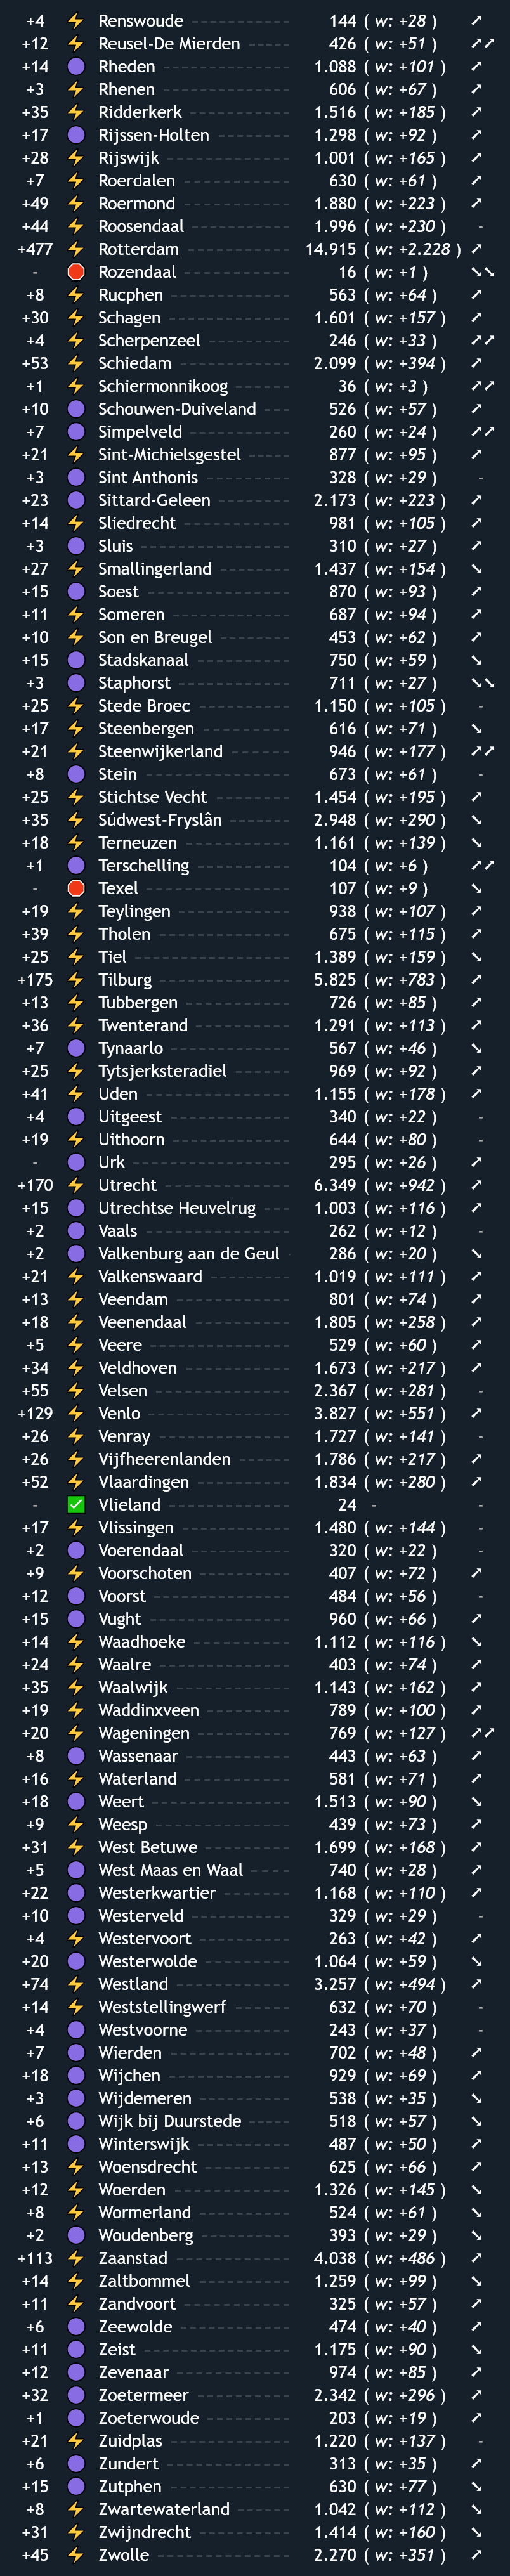 +4 ⚡ Renswoude 144 ( w: +28 ) ➚
+12 ⚡ Reusel-De Mierden 426 ( w: +51 ) ➚➚
+14 Rheden 1.088 ( w: +101 ) ➚
+3 ⚡ Rhenen 606 ( w: +67 ) ➚
+35 ⚡ Ridderkerk 1.516 ( w: +185 ) ➚
+17 Rijssen-Holten 1.298 ( w: +92 ) ➚
+28 ⚡ Rijswijk 1.001 ( w: +165 ) ➚
+7 ⚡ Roerdalen 630 ( w: +61 ) ➚
+49 ⚡ Roermond 1.880 ( w: +223 ) ➚
+44 ⚡ Roosendaal 1.996 ( w: +230 ) -
+477 ⚡ Rotterdam 14.915 ( w: +2.228 ) ➚
- Rozendaal 16 ( w: +1 ) ➘➘
+8 ⚡ Rucphen 563 ( w: +64 ) ➚
+30 ⚡ Schagen 1.601 ( w: +157 ) ➚
+4 ⚡ Scherpenzeel 246 ( w: +33 ) ➚➚
+53 ⚡ Schiedam 2.099 ( w: +394 ) ➚
+1 ⚡ Schiermonnikoog 36 ( w: +3 ) ➚➚
+10 Schouwen-Duiveland 526 ( w: +57 ) ➚
+7 Simpelveld 260 ( w: +24 ) ➚➚
+21 ⚡ Sint-Michielsgestel 877 ( w: +95 ) ➚
+3 Sint Anthonis 328 ( w: +29 ) -
+23 Sittard-Geleen 2.173 ( w: +223 ) ➚
+14 ⚡ Sliedrecht 981 ( w: +105 ) ➚
+3 Sluis 310 ( w: +27 ) ➚
+27 ⚡ Smallingerland 1.437 ( w: +154 ) ➘
+15 Soest 870 ( w: +93 ) ➚
+11 ⚡ Someren 687 ( w: +94 ) ➚
+10 ⚡ Son en Breugel 453 ( w: +62 ) ➚
+15 Stadskanaal 750 ( w: +59 ) ➘
+3 Staphorst 711 ( w: +27 ) ➘➘
+25 ⚡ Stede Broec 1.150 ( w: +105 ) -
+17 ⚡ Steenbergen 616 ( w: +71 ) ➘
+21 ⚡ Steenwijkerland 946 ( w: +177 ) ➚➚
+8 Stein 673 ( w: +61 ) -
+25 ⚡ Stichtse Vecht 1.454 ( w: +195 ) ➚
+35 ⚡ Súdwest-Fryslân 2.948 ( w: +290 ) ➘
+18 ⚡ Terneuzen 1.161 ( w: +139 ) ➘
+1 Terschelling 104 ( w: +6 ) ➚➚
- Texel 107 ( w: +9 ) ➘
+19 ⚡ Teylingen 938 ( w: +107 ) ➚
+39 ⚡ Tholen 675 ( w: +115 ) ➚
+25 ⚡ Tiel 1.389 ( w: +159 ) ➘
+175 ⚡ Tilburg 5.825 ( w: +783 ) ➚
+13 ⚡ Tubbergen 726 ( w: +85 ) ➚
+36 ⚡ Twenterand 1.291 ( w: +113 ) ➚
+7 Tynaarlo 567 ( w: +46 ) ➘
+25 ⚡ Tytsjerksteradiel 969 ( w: +92 ) ➚
+41 ⚡ Uden 1.155 ( w: +178 ) ➚
+4 Uitgeest 340 ( w: +22 ) -
+19 ⚡ Uithoorn 644 ( w: +80 ) -
- Urk 295 ( w: +26 ) ➚
+170 ⚡ Utrecht 6.349 ( w: +942 ) ➚
+15 Utrechtse Heuvelrug 1.003 ( w: +116 ) ➚
+2 Vaals 262 ( w: +12 ) -
+2 Valkenburg aan de Geul 286 ( w: +20 ) ➘
+21 ⚡ Valkenswaard 1.019 ( w: +111 ) ➚
+13 ⚡ Veendam 801 ( w: +74 ) ➚
+18 ⚡ Veenendaal 1.805 ( w: +258 ) ➚
+5 ⚡ Veere 529 ( w: +60 ) ➚
+34 ⚡ Veldhoven 1.673 ( w: +217 ) ➚
+55 ⚡ Velsen 2.367 ( w: +281 ) -
+129 ⚡ Venlo 3.827 ( w: +551 ) ➚
+26 ⚡ Venray 1.727 ( w: +141 ) -
+26 ⚡ Vijfheerenlanden 1.786 ( w: +217 ) ➚
+52 ⚡ Vlaardingen 1.834 ( w: +280 ) ➚
- Vlieland 24 - -
+17 ⚡ Vlissingen 1.480 ( w: +144 ) -
+2 Voerendaal 320 ( w: +22 ) -
+9 ⚡ Voorschoten 407 ( w: +72 ) ➚
+12 Voorst 484 ( w: +56 ) -
+15 Vught 960 ( w: +66 ) ➚
+14 ⚡ Waadhoeke 1.112 ( w: +116 ) ➘
+24 ⚡ Waalre 403 ( w: +74 ) ➚
+35 ⚡ Waalwijk 1.143 ( w: +162 ) ➚
+19 ⚡ Waddinxveen 789 ( w: +100 ) ➚
+20 ⚡ Wageningen 769 ( w: +127 ) ➚➚
+8 Wassenaar 443 ( w: +63 ) ➚
+16 ⚡ Waterland 581 ( w: +71 ) ➚
+18 Weert 1.513 ( w: +90 ) ➘
+9 ⚡ Weesp 439 ( w: +73 ) ➚
+31 ⚡ West Betuwe 1.699 ( w: +168 ) ➚
+5 West Maas en Waal 740 ( w: +28 ) ➚
+22 Westerkwartier 1.168 ( w: +110 ) ➚
+10 Westerveld 329 ( w: +29 ) -
+4 ⚡ Westervoort 263 ( w: +42 ) ➚
+20 Westerwolde 1.064 ( w: +59 ) ➘
+74 ⚡ Westland 3.257 ( w: +494 ) ➚
+14 ⚡ Weststellingwerf 632 ( w: +70 ) -
+4 Westvoorne 243 ( w: +37 ) -
+7 Wierden 702 ( w: +48 ) ➚
+18 Wijchen 929 ( w: +69 ) ➚
+3 Wijdemeren 538 ( w: +35 ) ➘
+6 Wijk bij Duurstede 518 ( w: +57 ) ➘
+11 Winterswijk 487 ( w: +50 ) ➚
+13 ⚡ Woensdrecht 625 ( w: +66 ) ➚
+12 ⚡ Woerden 1.326 ( w: +145 ) ➘
+8 ⚡ Wormerland 524 ( w: +61 ) ➘
+2 Woudenberg 393 ( w: +29 ) ➘
+113 ⚡ Zaanstad 4.038 ( w: +486 ) ➚
+14 ⚡ Zaltbommel 1.259 ( w: +99 ) ➘
+11 ⚡ Zandvoort 325 ( w: +57 ) ➚
+6 Zeewolde 474 ( w: +40 ) ➚
+11 Zeist 1.175 ( w: +90 ) ➘
+12 Zevenaar 974 ( w: +85 ) ➚
+32 Zoetermeer 2.342 ( w: +296 ) ➚
+1 Zoeterwoude 203 ( w: +19 ) ➚
+21 ⚡ Zuidplas 1.220 ( w: +137 ) -
+6 Zundert 313 ( w: +35 ) ➚
+15 Zutphen 630 ( w: +77 ) ➘
+8 ⚡ Zwartewaterland 1.042 ( w: +112 ) ➘
+31 ⚡ Zwijndrecht 1.414 ( w: +160 ) ➘
+45 ⚡ Zwolle 2.270 ( w: +351 ) ➚